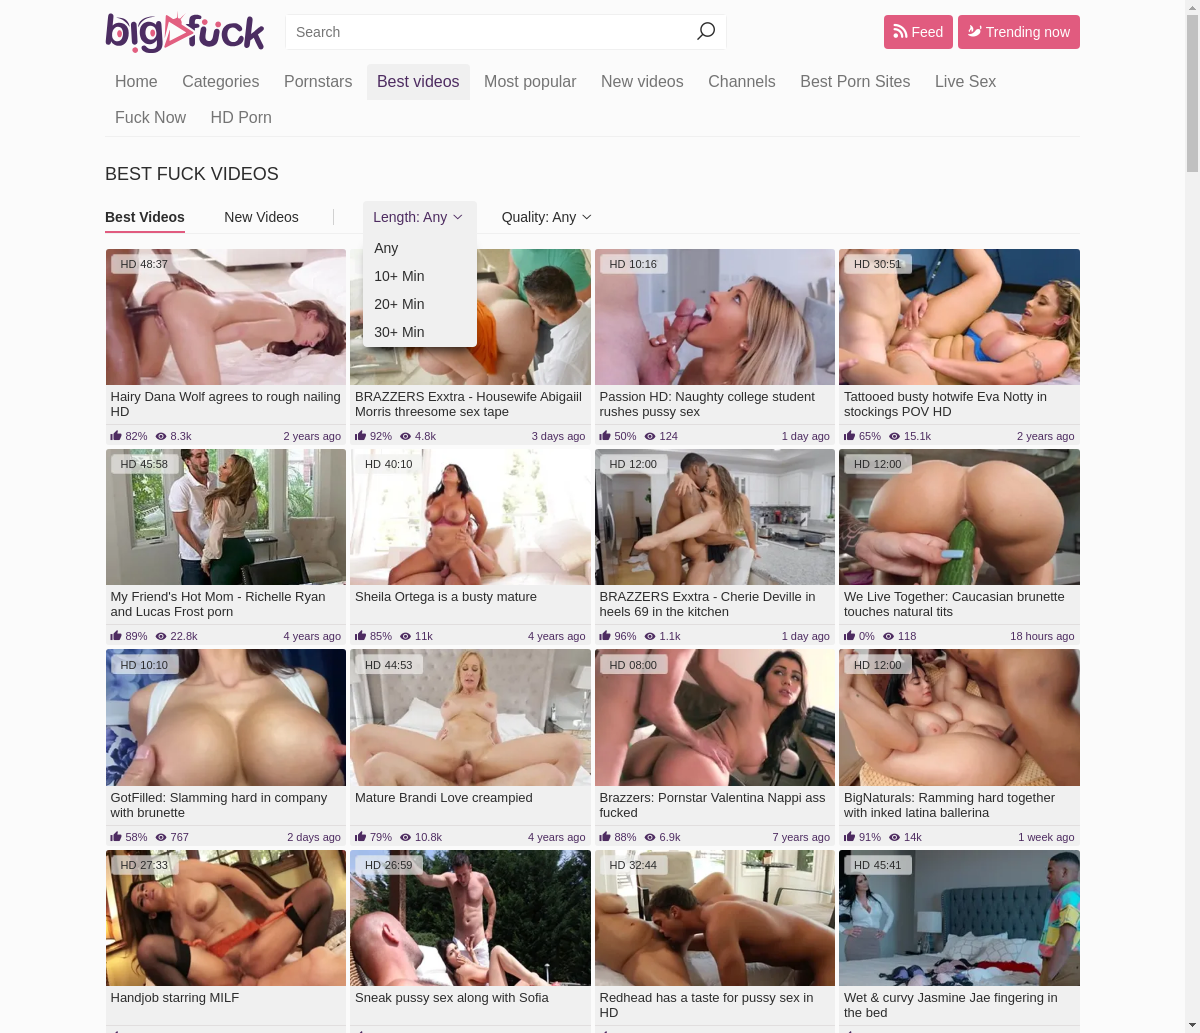 bigfuck
Search
Feed
Trending now
Home
Categories
Pornstars
Best videos
Most popular
New videos
Channels
Best Porn Sites
Live Sex
Fuck Now
HD Porn
BEST FUCK VIDEOS
Best Videos
New Videos
Length: Any
Quality: Any
Any
10+ Min
20+ Min
30+ Min
HD 48:37
Hairy Dana Wolf agrees to rough nailing
HD
82% 8.3k 2 years ago
BRAZZERS Exxtra - Housewife Abigaiil
Morris threesome sex tape
92% 4.8k 3 days ago
HD 10:16
Passion HD: Naughty college student
rushes pussy sex
50% 124 1 day ago
HD 30:51
Tattooed busty hotwife Eva Notty in
stockings POV HD
65% 15.1k 2 years ago
HD 45:58
My Friend's Hot Mom - Richelle Ryan
and Lucas Frost porn
89% 22.8k 4 years ago
HD 40:10
Sheila Ortega is a busty mature
85% 11k 4 years ago
HD 12:00
BRAZZERS Exxtra - Cherie Deville in
heels 69 in the kitchen
96% 1.1k 1 day ago
HD 12:00
We Live Together: Caucasian brunette
touches natural tits
0% 118 18 hours ago
HD 10:10
GotFilled: Slamming hard in company
with brunette
58% 767 2 days ago
HD 44:53
Mature Brandi Love creampied
79% 10.8k 4 years ago
HD 08:00
Brazzers: Pornstar Valentina Nappi ass
fucked
88% 6.9k 7 years ago
HD 12:00
BigNaturals: Ramming hard together
with inked latina ballerina
91% 14k 1 week ago
HD 27:33
Handjob starring MILF
HD 26:59
Sneak pussy sex along with Sofia
HD 32:44
Redhead has a taste for pussy sex in
HD
HD 45:41
Wet & curvy Jasmine Jae fingering in
the bed